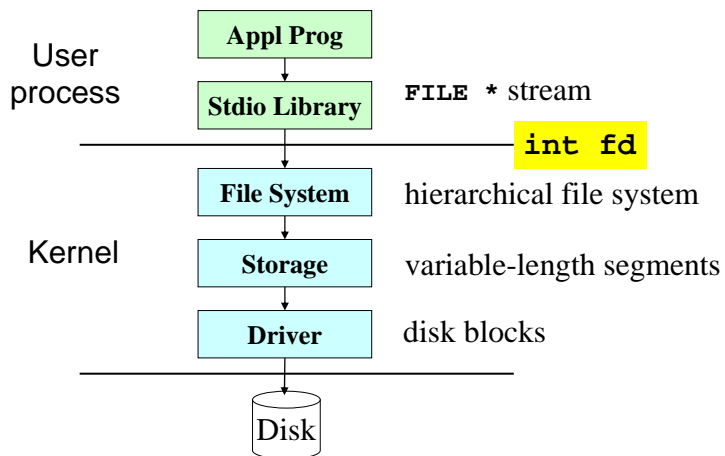 Appl Prog
User
process
Stdio Library
FILE * stream
int fd
File System
hierarchical file system
Kernel
Storage
variable-length segments
Driver
disk blocks
Disk